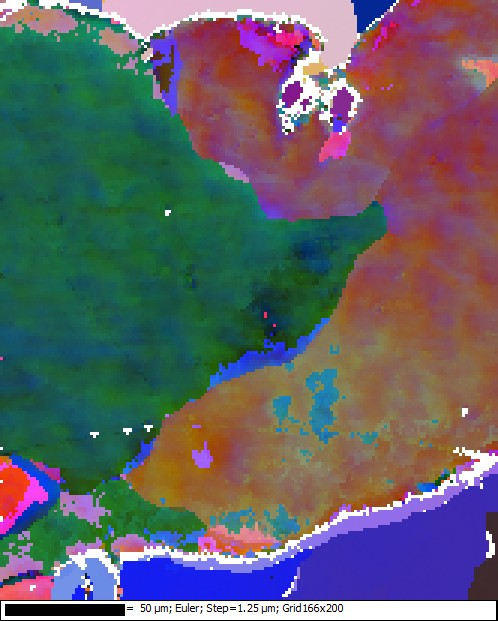 = 50 µm; Euler; Step=1.25 µm; Grid166x200